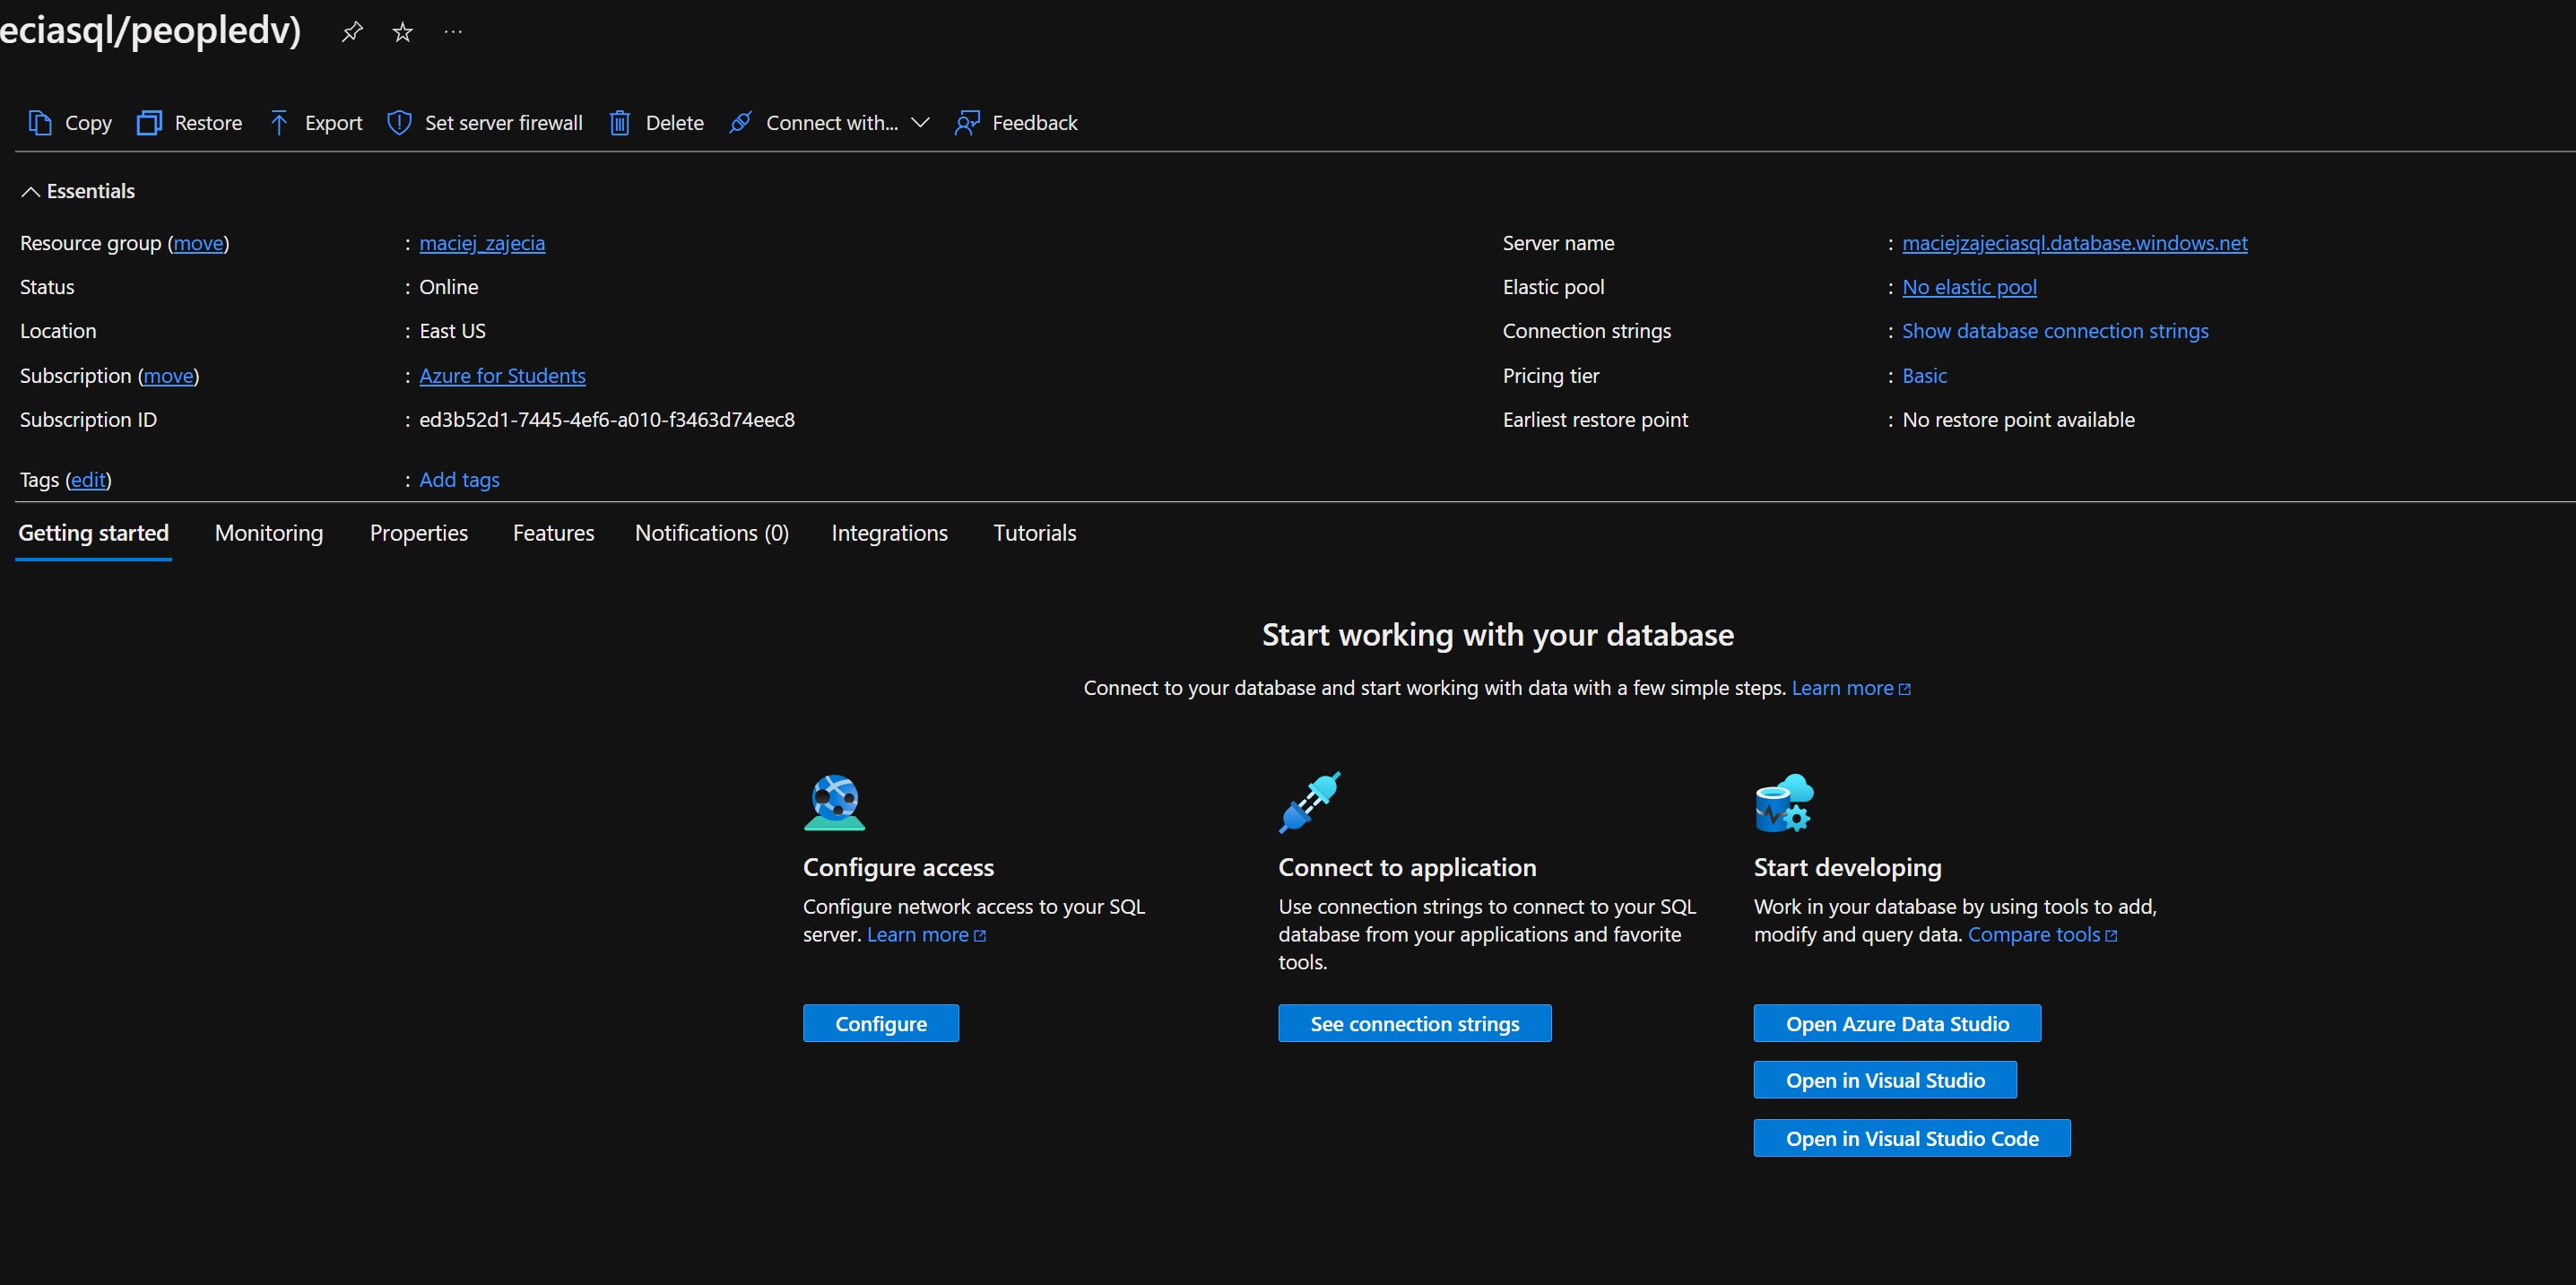 eciasql/peopledv)
Copy Restore Export Set server firewall Delete Connect with... Feedback
Essentials
Resource group (move) : maciej_zajecia
Status : Online
Location : East US
Subscription (move) : Azure for Students
Subscription ID : ed3b52d1-7445-4ef6-a010-f3463d74eec8
Server name : maciejzajeciasql.database.windows.net
Elastic pool : No elastic pool
Connection strings : Show database connection strings
Pricing tier : Basic
Earliest restore point : No restore point available
Tags (edit) : Add tags
Getting started Monitoring Properties Features Notifications (0) Integrations Tutorials
Start working with your database
Connect to your database and start working with data with a few simple steps. Learn more
Configure access
Configure network access to your SQL
server. Learn more
Configure
Connect to application
Use connection strings to connect to your SQL
database from your applications and favorite
tools.
See connection strings
Start developing
Work in your database by using tools to add,
modify and query data. Compare tools
Open Azure Data Studio
Open in Visual Studio
Open in Visual Studio Code